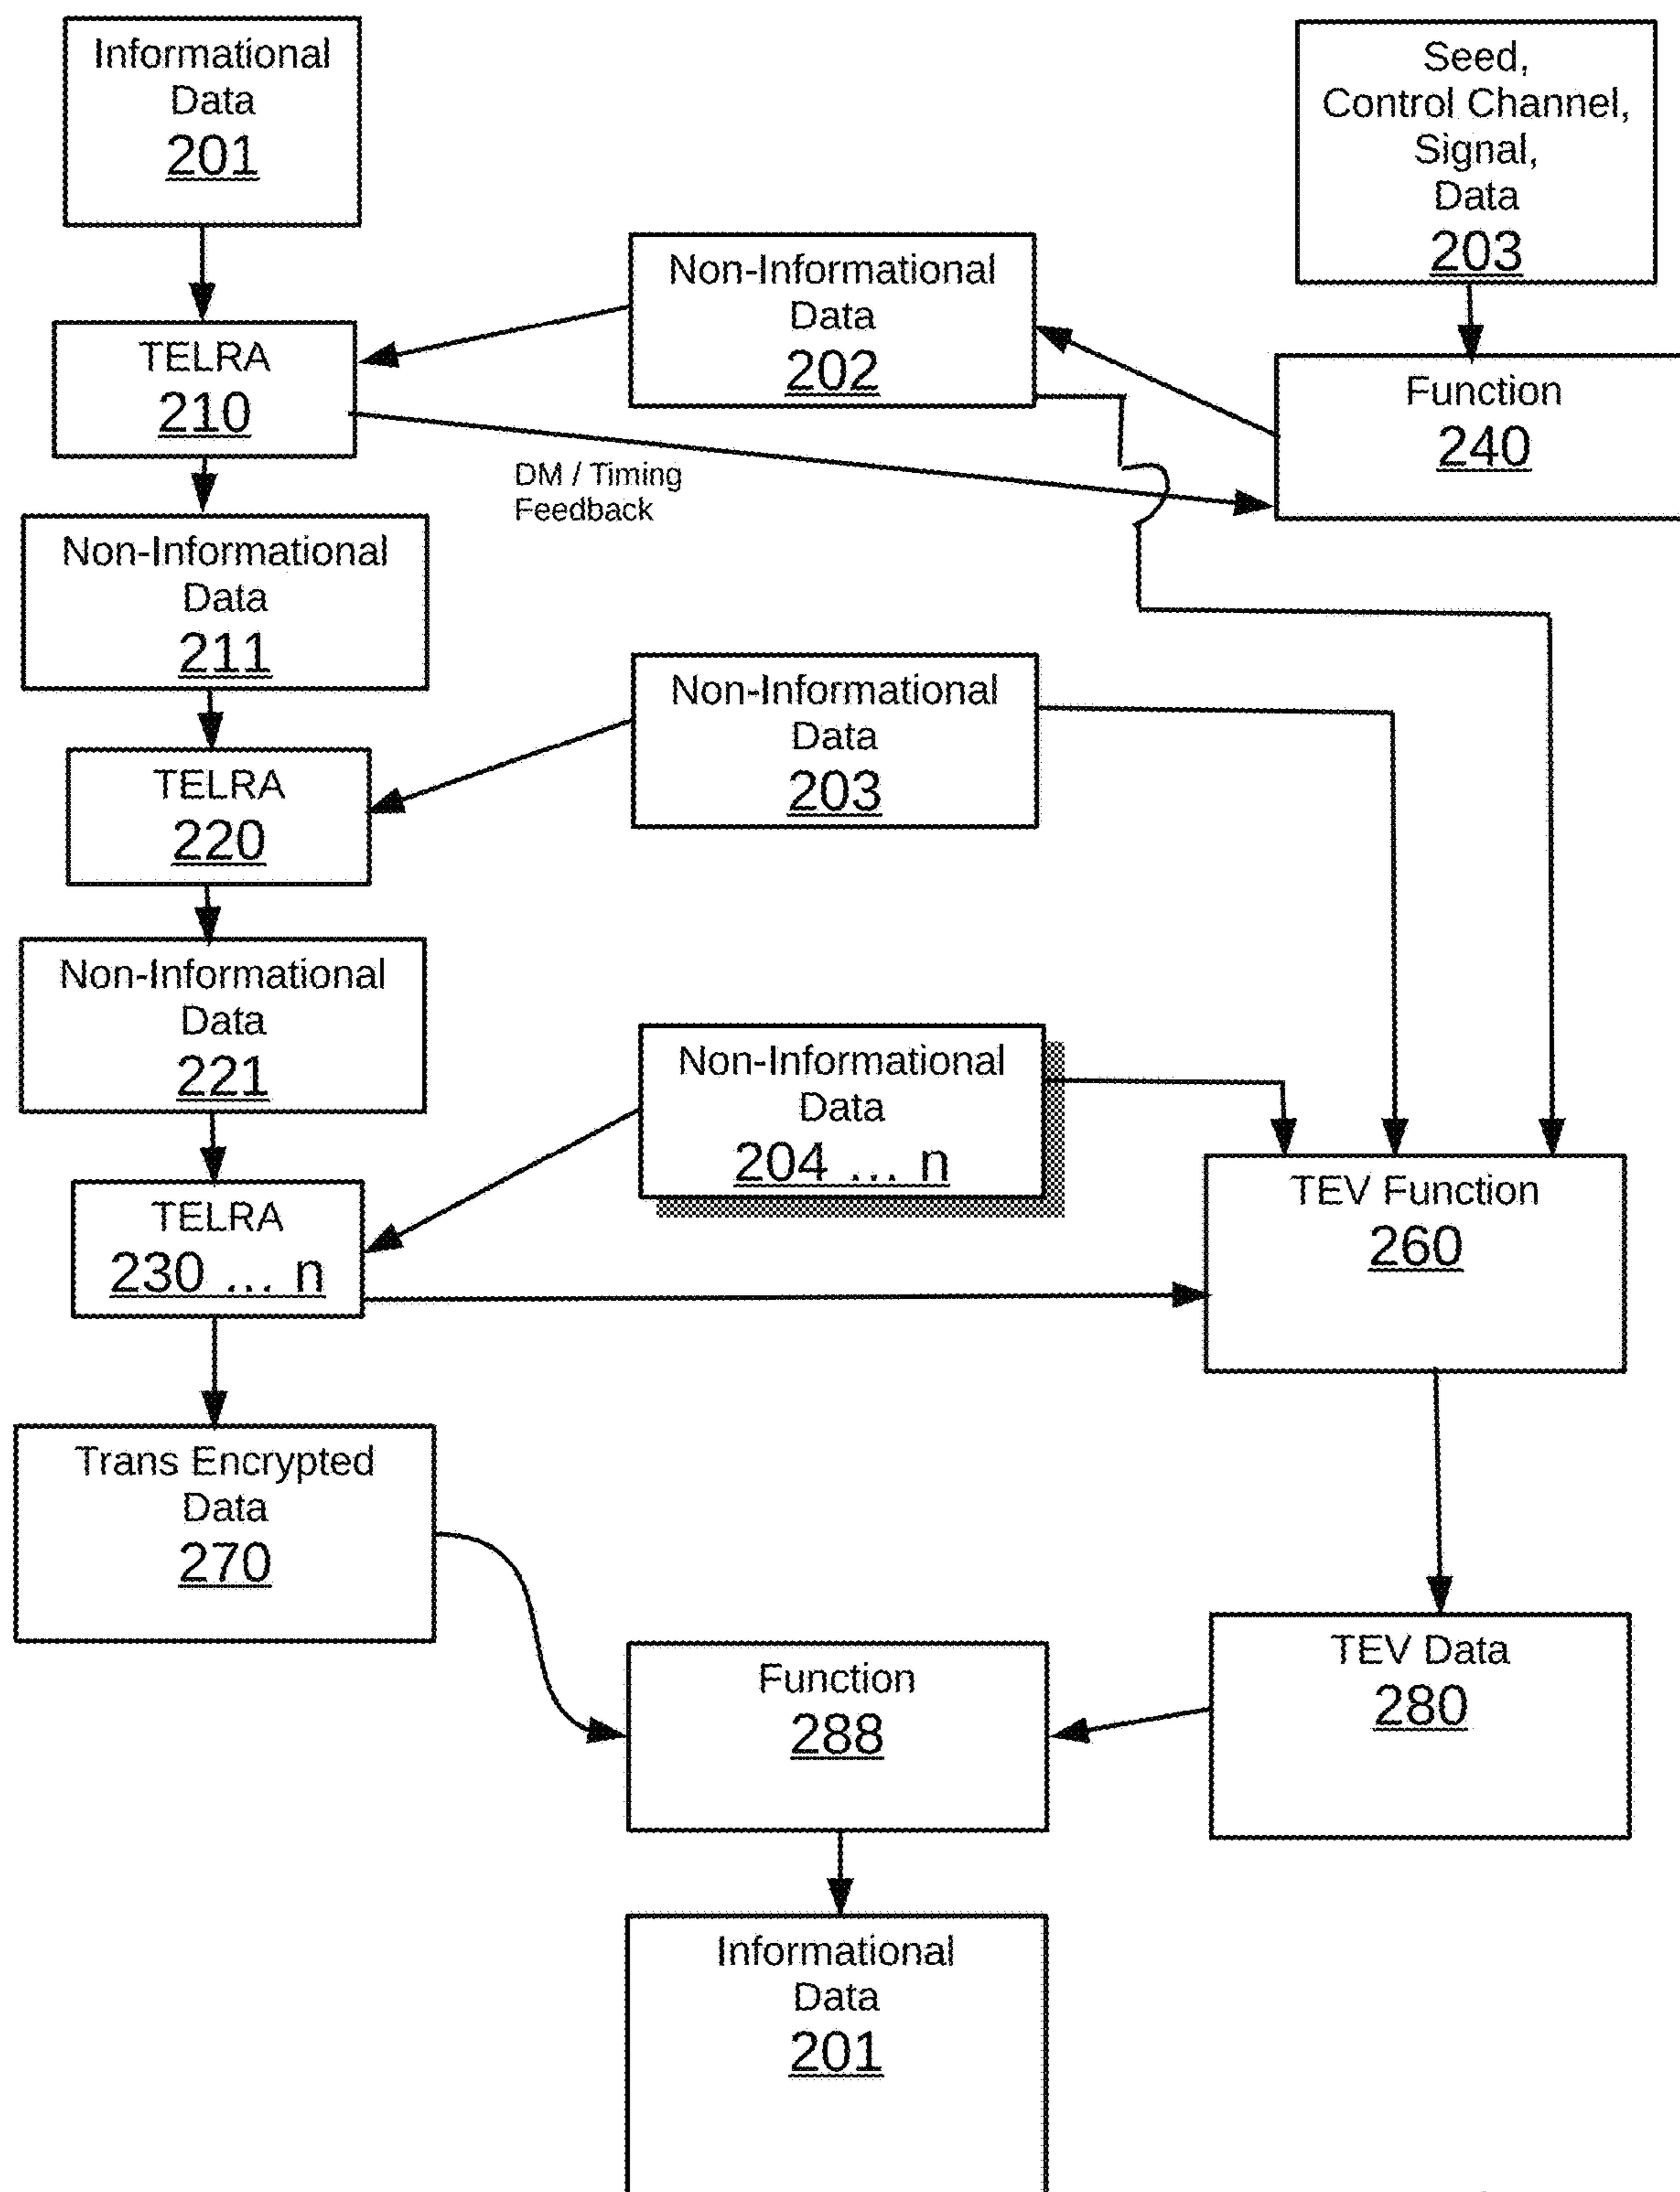 Informational
Data
201
Seed,
Control Channel,
Signal,
Data
203
Non-Informational
Data
202
TELRA
210
Function
240
DM / Timing
Feedback
Non-Informational
Data
211
Non-Informational
Data
203
TELRA
220
Non-Informational
Data
221
Non-Informational
Data
204 ... n
TELRA
230 ... n
TEV Function
260
Trans Encrypted
Data
270
Function
288
TEV Data
280
Informational
Data
201